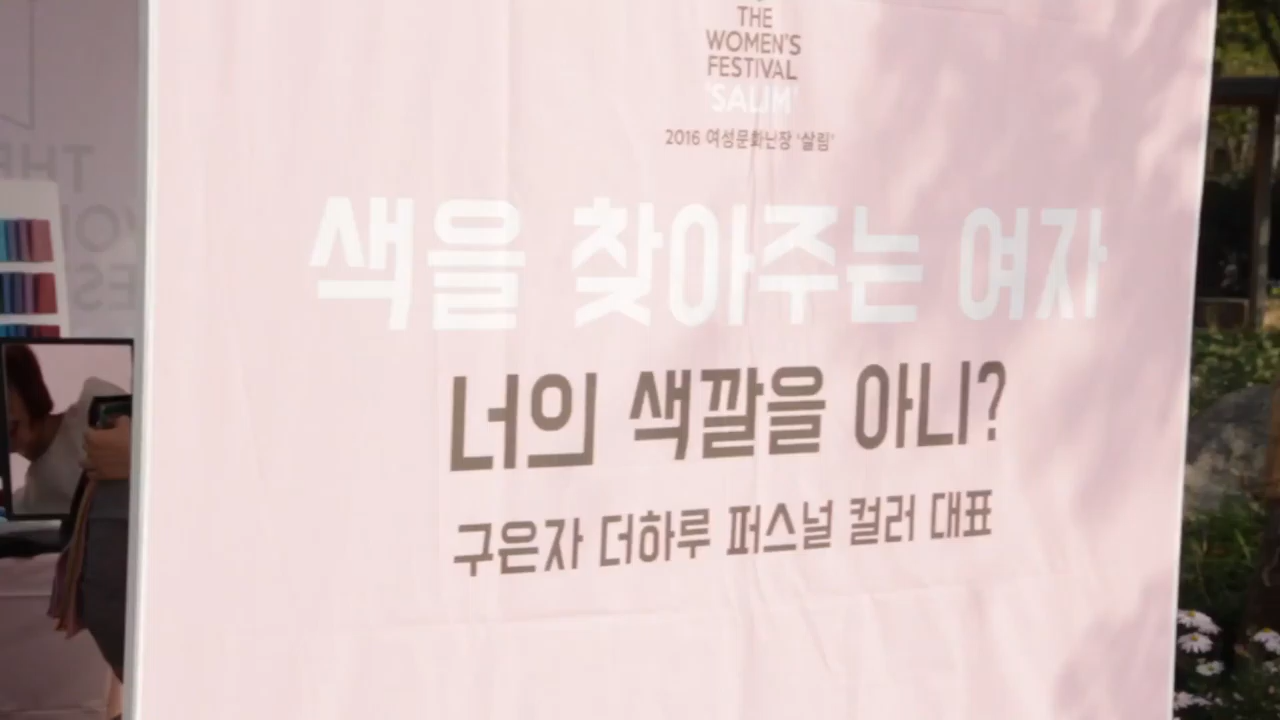 THE
WOMEN'S
FESTIVAL
'SALIM'
2016 여성문화난장 '살림'
색을 찾아주는 여자
너의 색깔을 아니?
구은자 더하루 퍼스널 컬러 대표